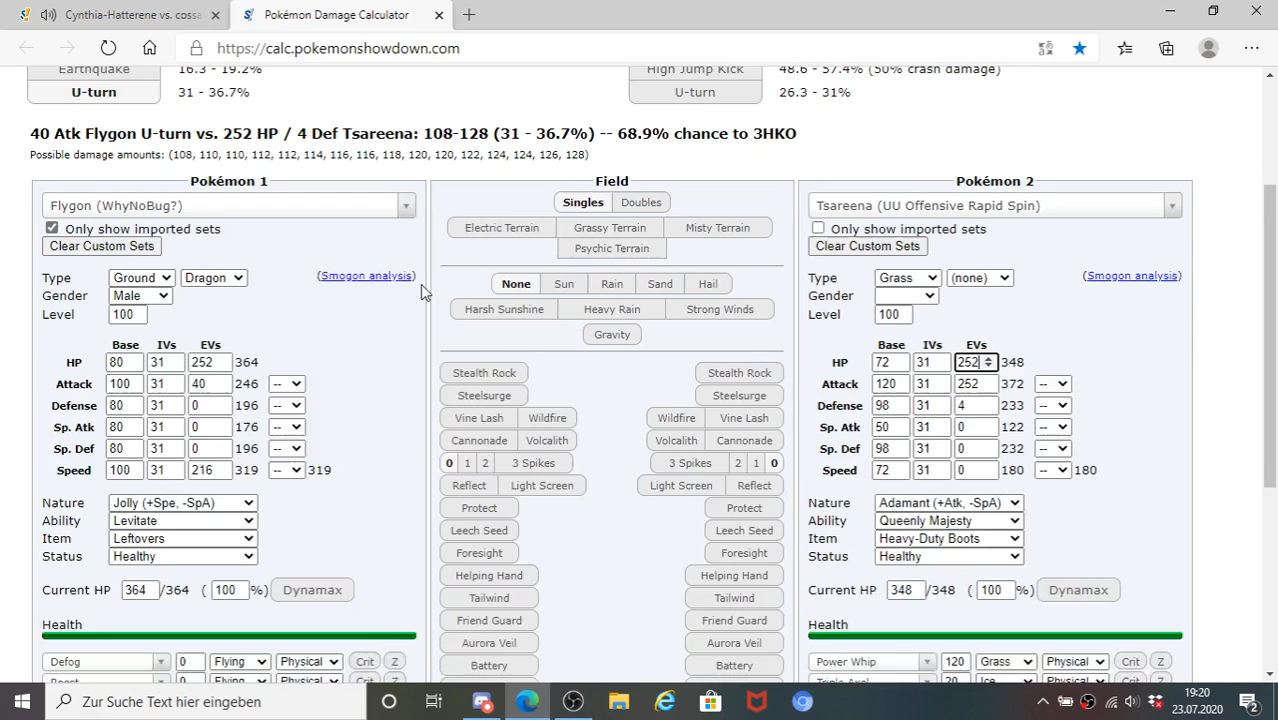 Cynthia-Hatterene vs. cossa
Pokémon Damage Calculator
https://calc.pokemonshowdown.com
Earthquake 16.3 - 19.2%
High Jump Kick 48.6 - 57.4% (50% crash damage)
U-turn 31 - 36.7%
U-turn 26.3 - 31%
40 Atk Flygon U-turn vs. 252 HP / 4 Def Tsareena: 108-128 (31 - 36.7%) -- 68.9% chance to 3HKO
Possible damage amounts: (108, 110, 110, 112, 112, 114, 116, 116, 118, 120, 120, 122, 124, 124, 126, 128)
Pokémon 1
Flygon (WhyNoBug?)
Only show imported sets
Clear Custom Sets
Type Ground Dragon (Smogon analysis)
Gender Male
Level 100
Base IVs EVs
HP 80 31 252 364
Attack 100 31 40 246 --
Defense 80 31 0 196 --
Sp. Atk 80 31 0 176 --
Sp. Def 80 31 0 196 --
Speed 100 31 216 319 -- 319
Nature Jolly (+Spe, -SpA)
Ability Levitate
Item Leftovers
Status Healthy
Current HP 364 /364 ( 100 %) Dynamax
Health
Defog 0 Flying Physical Crit Z
Field
Singles Doubles
Electric Terrain Grassy Terrain Misty Terrain
Psychic Terrain
None Sun Rain Sand Hail
Harsh Sunshine Heavy Rain Strong Winds
Gravity
Stealth Rock Stealth Rock
Steelsurge Steelsurge
Vine Lash Wildfire Wildfire Vine Lash
Cannonade Volcalith Volcalith Cannonade
0 1 2 3 Spikes 3 Spikes 2 1 0
Reflect Light Screen Light Screen Reflect
Protect Protect
Leech Seed Leech Seed
Foresight Foresight
Helping Hand Helping Hand
Tailwind Tailwind
Friend Guard Friend Guard
Aurora Veil Aurora Veil
Battery Battery
Pokémon 2
Tsareena (UU Offensive Rapid Spin)
Only show imported sets
Clear Custom Sets
Type Grass (none) (Smogon analysis)
Gender
Level 100
Base IVs EVs
HP 72 31 252 348
Attack 120 31 252 372 --
Defense 98 31 4 233 --
Sp. Atk 50 31 0 122 --
Sp. Def 98 31 0 232 --
Speed 72 31 0 180 -- 180
Nature Adamant (+Atk, -SpA)
Ability Queenly Majesty
Item Heavy-Duty Boots
Status Healthy
Current HP 348 /348 ( 100 %) Dynamax
Health
Power Whip 120 Grass Physical Crit Z
Zur Suche Text hier eingeben
19:20
23.07.2020
2